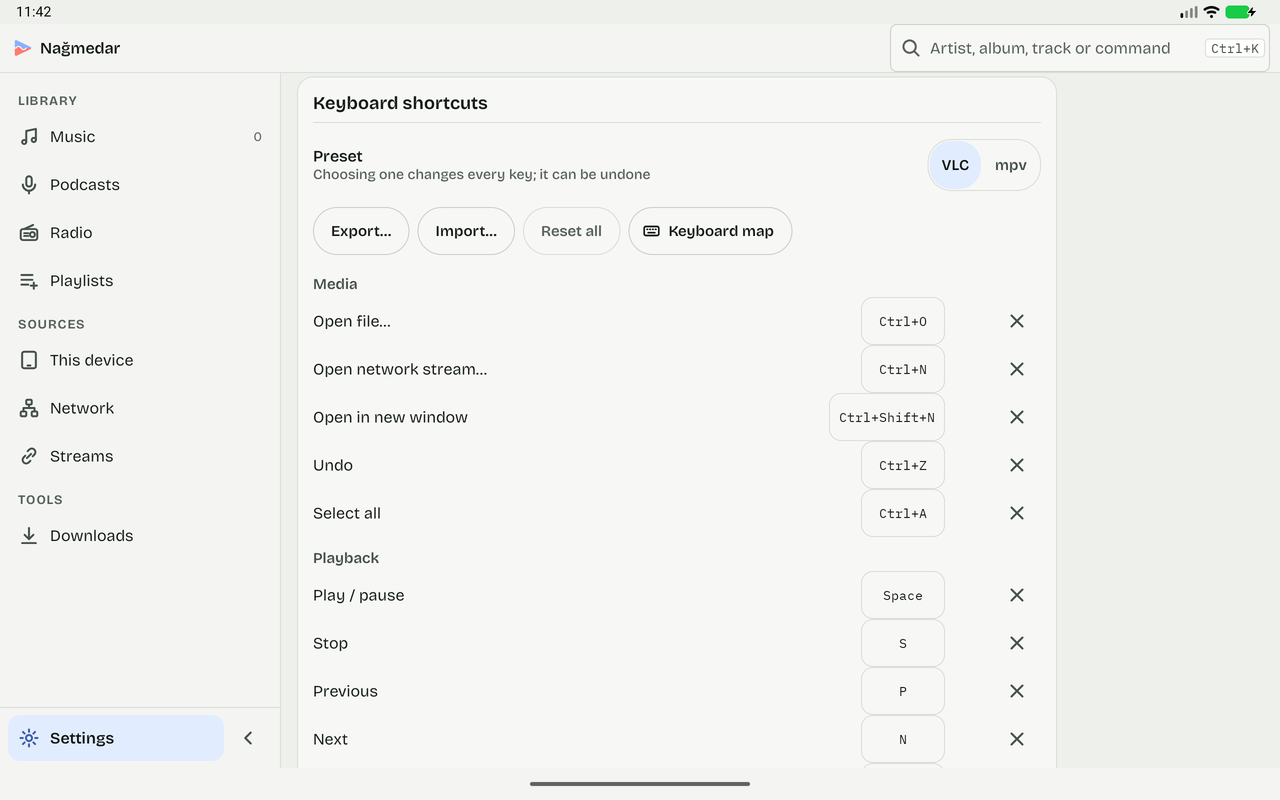 11:42
Nağmedar
Artist, album, track or command
Ctrl+K
LIBRARY
Music
0
Podcasts
Radio
Playlists
SOURCES
This device
Network
Streams
TOOLS
Downloads
Settings
Keyboard shortcuts
Preset
Choosing one changes every key; it can be undone
VLC
mpv
Export...
Import...
Reset all
Keyboard map
Media
Open file...
Ctrl+O
Open network stream...
Ctrl+N
Open in new window
Ctrl+Shift+N
Undo
Ctrl+Z
Select all
Ctrl+A
Playback
Play / pause
Space
Stop
S
Previous
P
Next
N